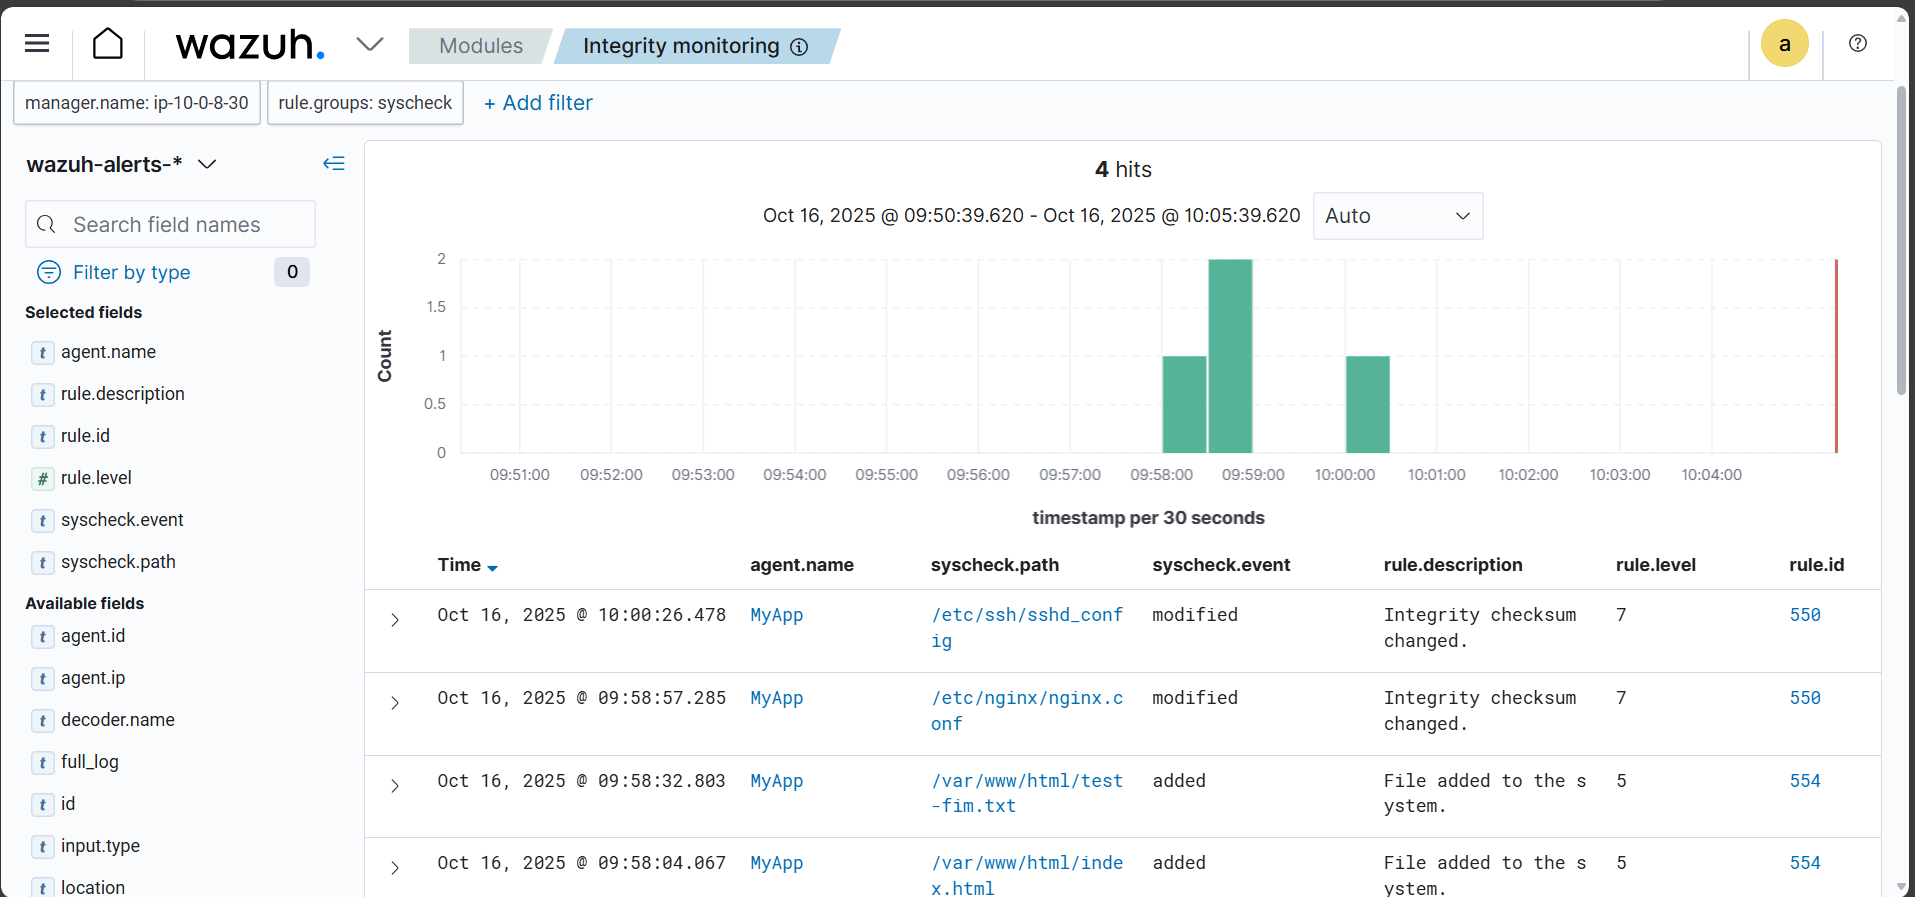 wazuh.
Modules
Integrity monitoring
a
manager.name: ip-10-0-8-30
rule.groups: syscheck
+ Add filter
wazuh-alerts-*
Search field names
Filter by type
0
Selected fields
t agent.name
t rule.description
t rule.id
# rule.level
t syscheck.event
t syscheck.path
Available fields
t agent.id
t agent.ip
t decoder.name
t full_log
t id
t input.type
t location
4 hits
Oct 16, 2025 @ 09:50:39.620 - Oct 16, 2025 @ 10:05:39.620
Auto
Count
2
1.5
1
0.5
0
09:51:00 09:52:00 09:53:00 09:54:00 09:55:00 09:56:00 09:57:00 09:58:00 09:59:00 10:00:00 10:01:00 10:02:00 10:03:00 10:04:00
timestamp per 30 seconds
Time agent.name syscheck.path syscheck.event rule.description rule.level rule.id
Oct 16, 2025 @ 10:00:26.478 MyApp /etc/ssh/sshd_conf modified Integrity checksum 7 550
ig changed.
Oct 16, 2025 @ 09:58:57.285 MyApp /etc/nginx/nginx.c modified Integrity checksum 7 550
onf changed.
Oct 16, 2025 @ 09:58:32.803 MyApp /var/www/html/test added File added to the s 5 554
-fim.txt ystem.
Oct 16, 2025 @ 09:58:04.067 MyApp /var/www/html/inde added File added to the s 5 554
x.html ystem.